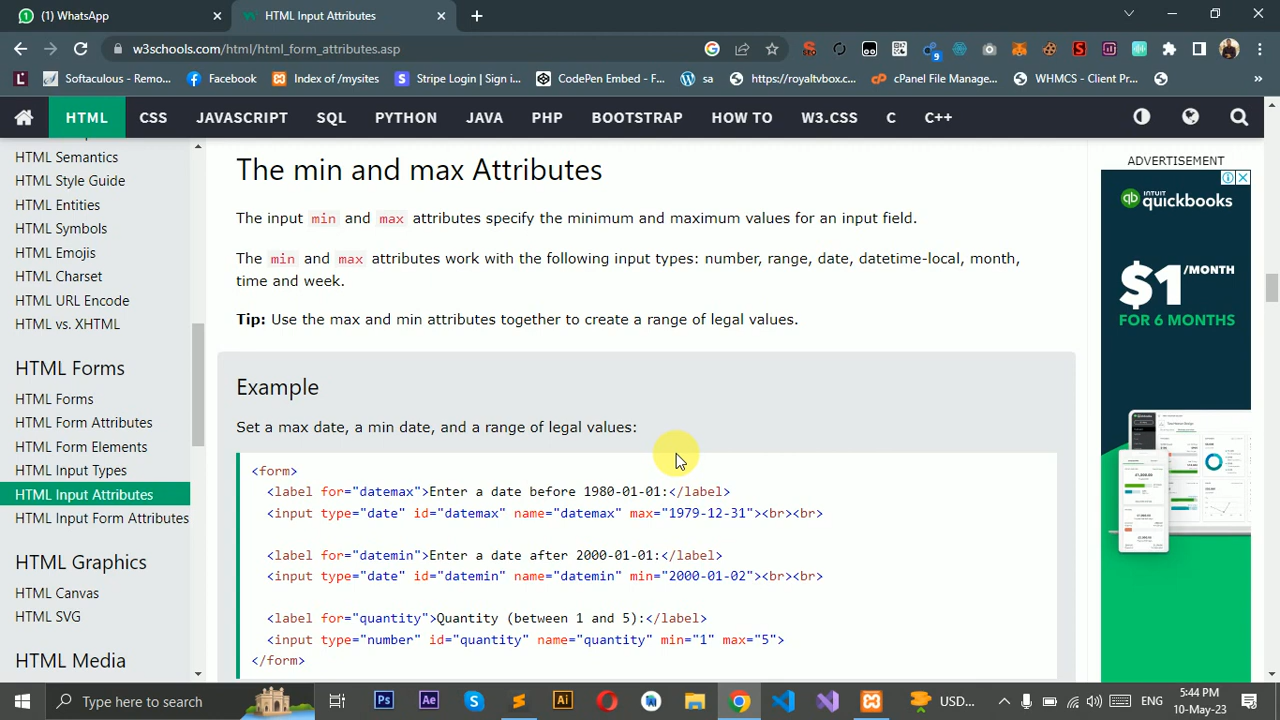 (1) WhatsApp
HTML Input Attributes
w3schools.com/html/html_form_attributes.asp
9
Softaculous - Remo...
Facebook
Index of /mysites
Stripe Login | Sign i...
CodePen Embed - F...
sa
https://royaltvbox.c...
cPanel File Manage...
WHMCS - Client Pr...
HTML
CSS
JAVASCRIPT
SQL
PYTHON
JAVA
PHP
BOOTSTRAP
HOW TO
W3.CSS
C
C++
HTML Semantics
HTML Style Guide
HTML Entities
HTML Symbols
HTML Emojis
HTML Charset
HTML URL Encode
HTML vs. XHTML
HTML Forms
HTML Forms
HTML Form Attributes
HTML Form Elements
HTML Input Types
HTML Input Attributes
HTML Input Form Attributes
HTML Graphics
HTML Canvas
HTML SVG
HTML Media
The min and max Attributes
The input min and max attributes specify the minimum and maximum values for an input field.
The min and max attributes work with the following input types: number, range, date, datetime-local, month,
time and week.
Tip: Use the max and min attributes together to create a range of legal values.
Example
Set a max date, a min date, and a range of legal values:
<form>
<label for="datemax">Enter a date before 1980-01-01:</label>
<input type="date" id="datemax" name="datemax" max="1979-12-31"><br><br>
<label for="datemin">Enter a date after 2000-01-01:</label>
<input type="date" id="datemin" name="datemin" min="2000-01-02"><br><br>
<label for="quantity">Quantity (between 1 and 5):</label>
<input type="number" id="quantity" name="quantity" min="1" max="5">
</form>
ADVERTISEMENT
INTUIT
quickbooks
$1/MONTH
FOR 6 MONTHS
Type here to search
USD...
ENG
5:44 PM
10-May-23